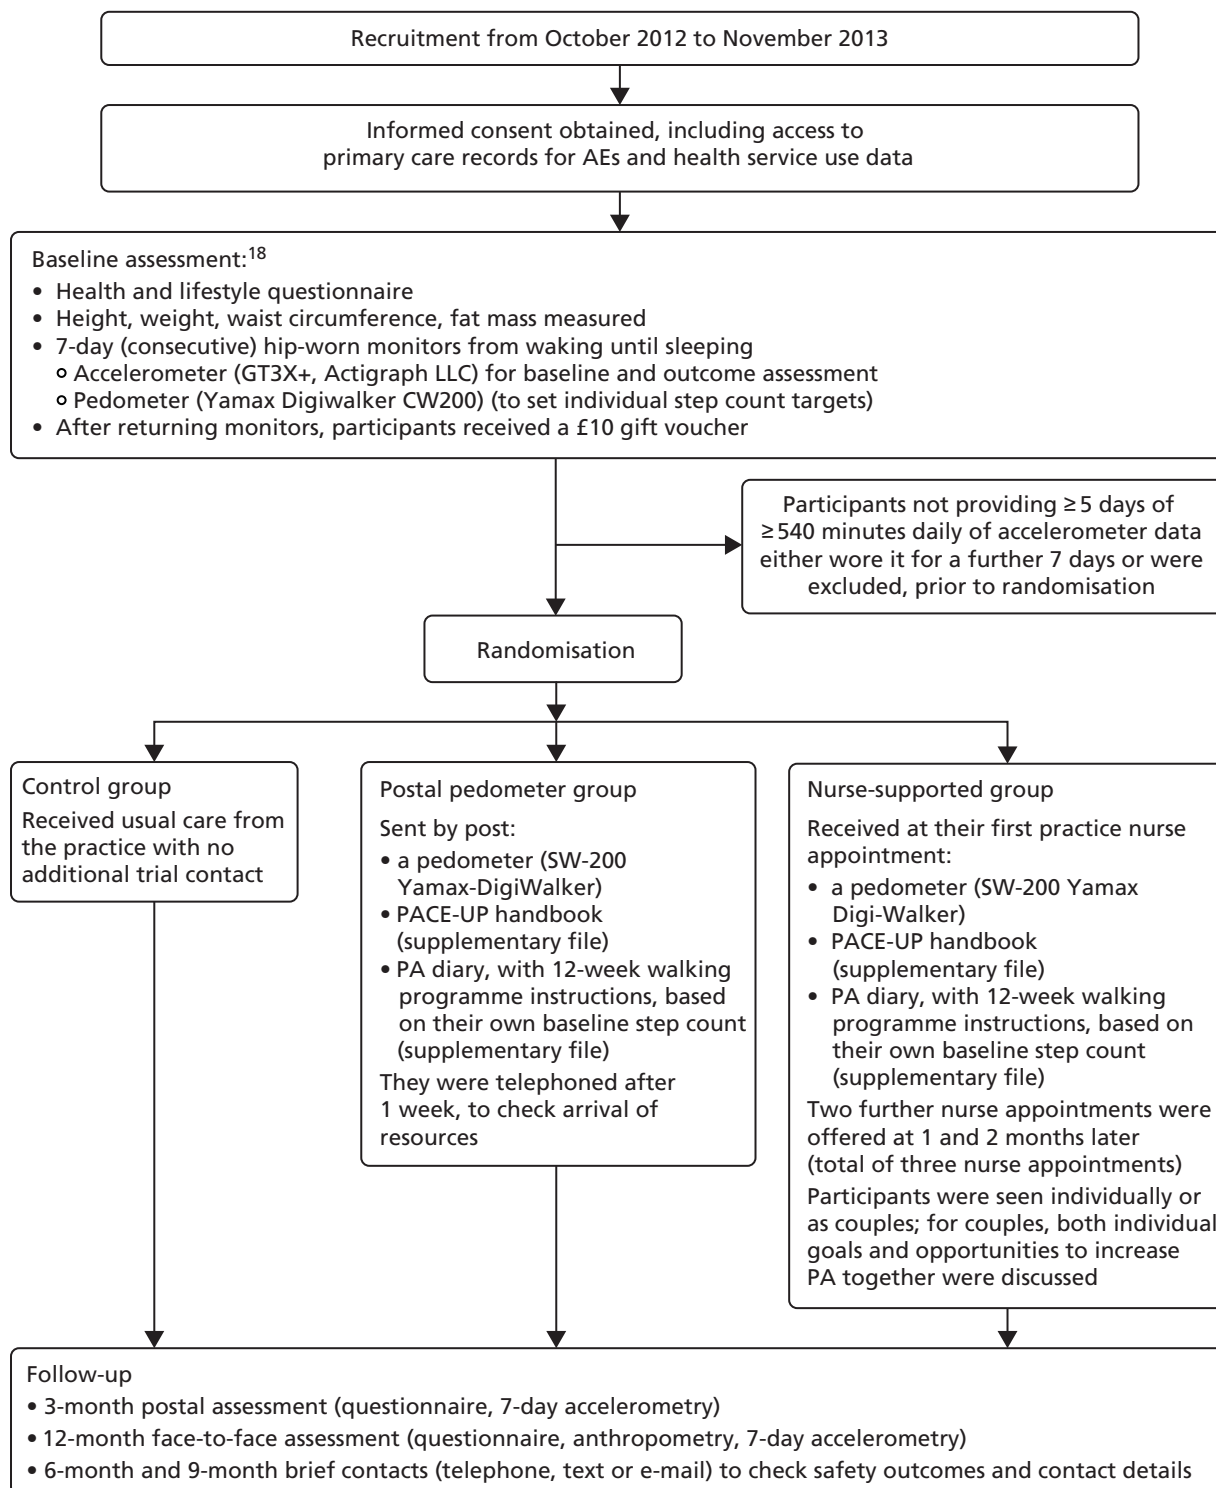 Recruitment from October 2012 to November 2013
Informed consent obtained, including access to
primary care records for AEs and health service use data
Baseline assessment:18
• Health and lifestyle questionnaire
• Height, weight, waist circumference, fat mass measured
• 7-day (consecutive) hip-worn monitors from waking until sleeping
Accelerometer (GT3X+, Actigraph LLC) for baseline and outcome assessment
Pedometer (Yamax Digiwalker CW200) (to set individual step count targets)
• After returning monitors, participants received a £10 gift voucher
Participants not providing ≥5 days of
≥540 minutes daily of accelerometer data
either wore it for a further 7 days or were
excluded, prior to randomisation
Randomisation
Control group
Received usual care from
the practice with no
additional trial contact
Postal pedometer group
Sent by post:
• a pedometer (SW-200
Yamax-DigiWalker)
• PACE-UP handbook
(supplementary file)
• PA diary, with 12-week walking
programme instructions, based
on their own baseline step count
(supplementary file)
They were telephoned after
1 week, to check arrival of
resources
Nurse-supported group
Received at their first practice nurse
appointment:
• a pedometer (SW-200 Yamax
Digi-Walker)
• PACE-UP handbook
(supplementary file)
• PA diary, with 12-week walking
programme instructions, based on
their own baseline step count
(supplementary file)
Two further nurse appointments were
offered at 1 and 2 months later
(total of three nurse appointments)
Participants were seen individually or
as couples; for couples, both individual
goals and opportunities to increase
PA together were discussed
Follow-up
• 3-month postal assessment (questionnaire, 7-day accelerometry)
• 12-month face-to-face assessment (questionnaire, anthropometry, 7-day accelerometry)
• 6-month and 9-month brief contacts (telephone, text or e-mail) to check safety outcomes and contact details